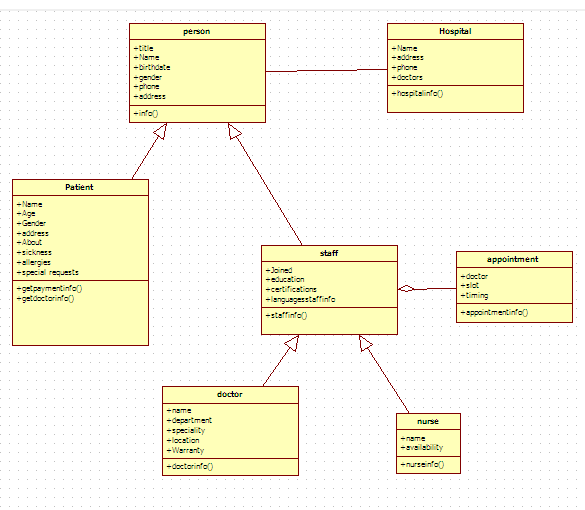 person
+title
+Name
+birthdate
+gender
+phone
+address
+info()
Hospital
+Name
+address
+phone
+doctors
+hospitalinfo()
Patient
+Name
+Age
+Gender
+address
+About
+sickness
+allergies
+special requests
+getpaymentinfo()
+getdoctorinfo()
staff
+Joined
+education
+certifications
+languagesstaffinfo
+staffinfo()
appointment
+doctor
+slot
+timing
+appointmentinfo()
doctor
+name
+department
+speciality
+location
+Warranty
+doctorinfo()
nurse
+name
+availability
+nurseinfo()